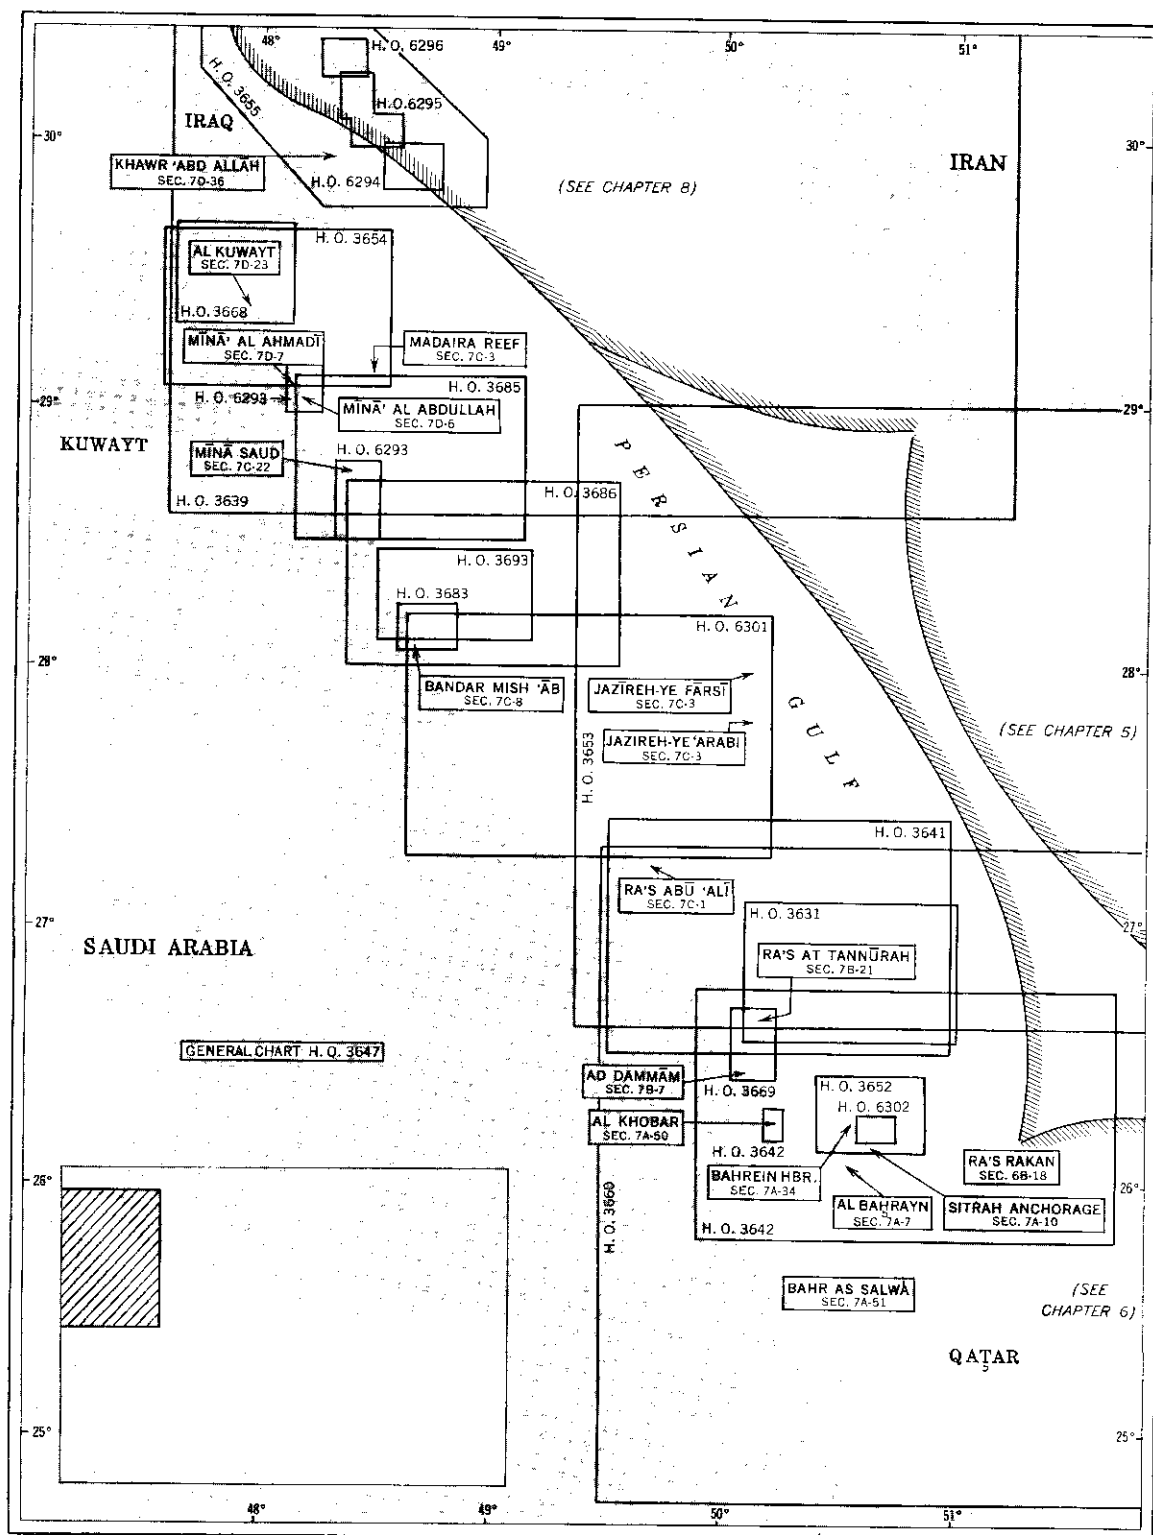 48°
49°
50°
51°
H. O. 6296
H. O. 3655
H.O.6295
IRAQ
30°
30°
KHAWR 'ABD ALLĀH
SEC. 7D-36
H. O. 6294
(SEE CHAPTER 8)
IRAN
H. O. 3654
AL KUWAYT
SEC. 7D-23
H. O. 3668
MĪNĀ' AL AHMADĪ
SEC. 7D-7
MADAIRA REEF
SEC. 7C-3
H. O. 3685
29°
H. O. 6293
MĪNĀ' AL ABDULLAH
SEC. 7D-6
29°
KUWAYT
MĪNĀ SAUD
SEC. 7C-22
H. O. 6293
H. O. 3639
H. O. 3686
PERSIAN GULF
H. O. 3693
H. O. 3683
H. O. 6301
28°
28°
BANDAR MISH 'ĀB
SEC. 7C-8
JAZĪREH-YE FĀRSĪ
SEC. 7C-3
JAZIREH-YE 'ARABI
SEC. 7C-3
(SEE CHAPTER 5)
H. O. 3653
H. O. 3641
RA'S ABŪ 'ALĪ
SEC. 7C-1
27°
H. O. 3631
27°
SAUDI ARABIA
RA'S AT TANNŪRAH
SEC. 7B-21
GENERAL CHART H. O. 3647
AD DAMMĀM
SEC. 7B-7
H. O. 3669
H. O. 3652
H. O. 6302
AL KHOBAR
SEC. 7A-50
H. O. 3642
BAHREIN HBR.
SEC. 7A-34
RA'S RAKAN
SEC. 6B-18
26°
26°
AL BAḤRAYN
SEC. 7A-7
SITRAH ANCHORAGE
SEC. 7A-10
H. O. 3660
H. O. 3642
BAHR AS SALWÀ
SEC. 7A-51
(SEE
CHAPTER 6)
QAṬAR
25°
25°
48°
49°
50°
51°